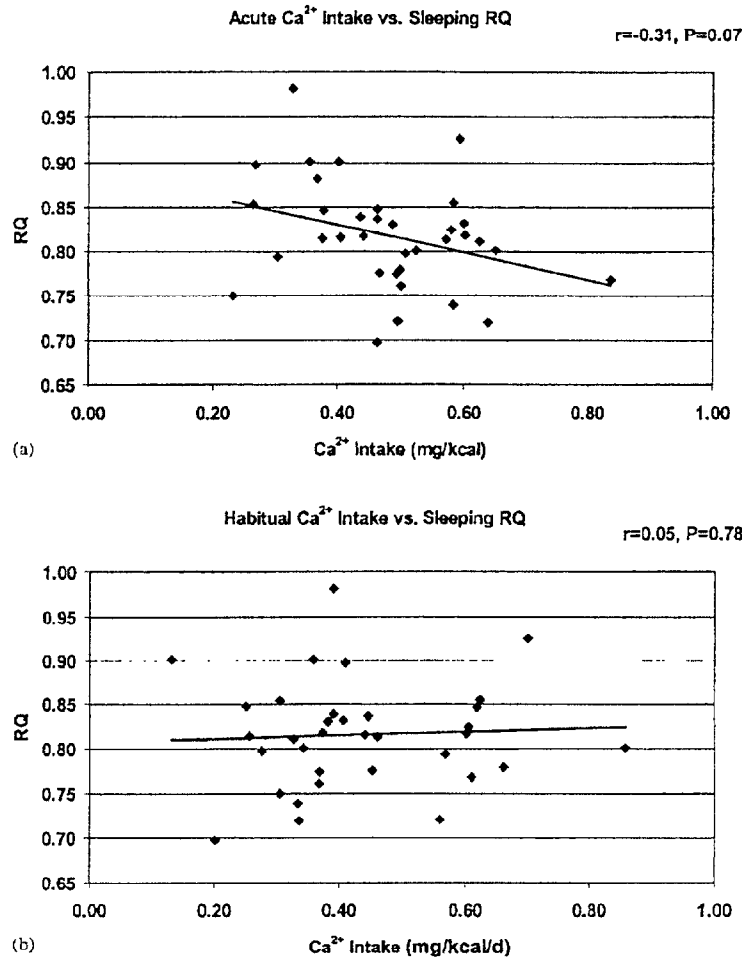 Acute Ca²⁺ Intake vs. Sleeping RQ
r=-0.31, P=0.07
1.00
0.95
0.90
0.85
0.80
0.75
0.70
0.65
RQ
0.00 0.20 0.40 0.60 0.80 1.00
(a) Ca²⁺ Intake (mg/kcal)
Habitual Ca²⁺ Intake vs. Sleeping RQ
r=0.05, P=0.78
1.00
0.95
0.90
0.85
0.80
0.75
0.70
0.65
RQ
0.00 0.20 0.40 0.60 0.80 1.00
(b) Ca²⁺ Intake (mg/kcal/d)